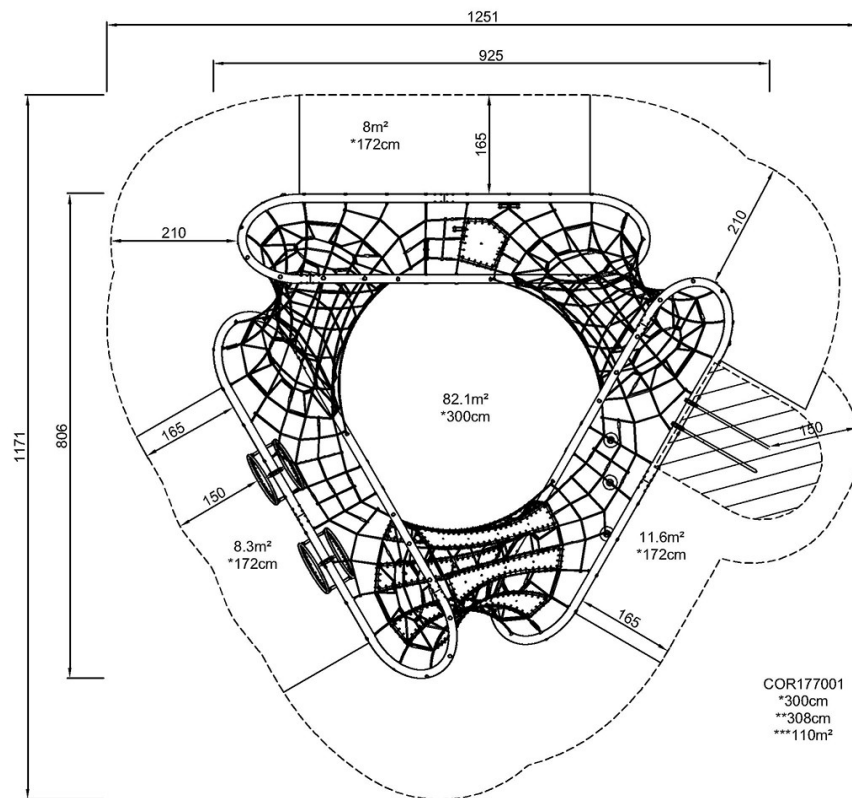 1251
925
8m²
*172cm
165
210
210
1171
806
82.1m²
*300cm
165
150
150
8.3m²
*172cm
11.6m²
*172cm
165
COR177001
*300cm
**308cm
***110m²